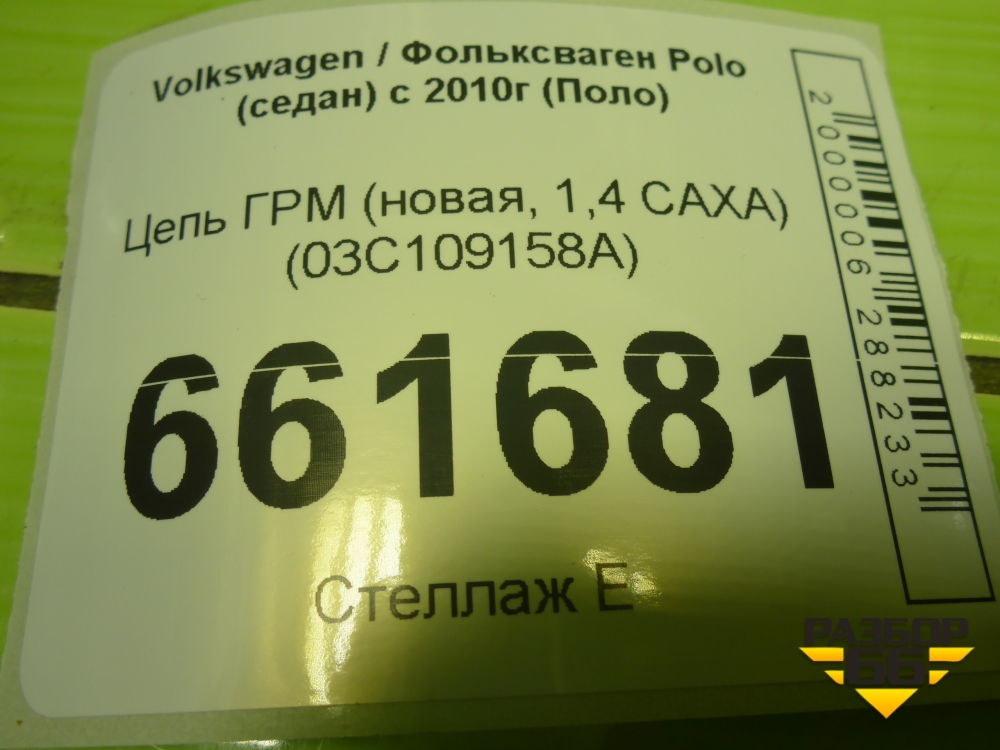 Volkswagen / Фольксваген Polo
(седан) с 2010г (Поло)
Цепь ГРМ (новая, 1,4 CAXA)
(03C109158A)
661681
Стеллаж E
2000006288233
РАЗБОР
66